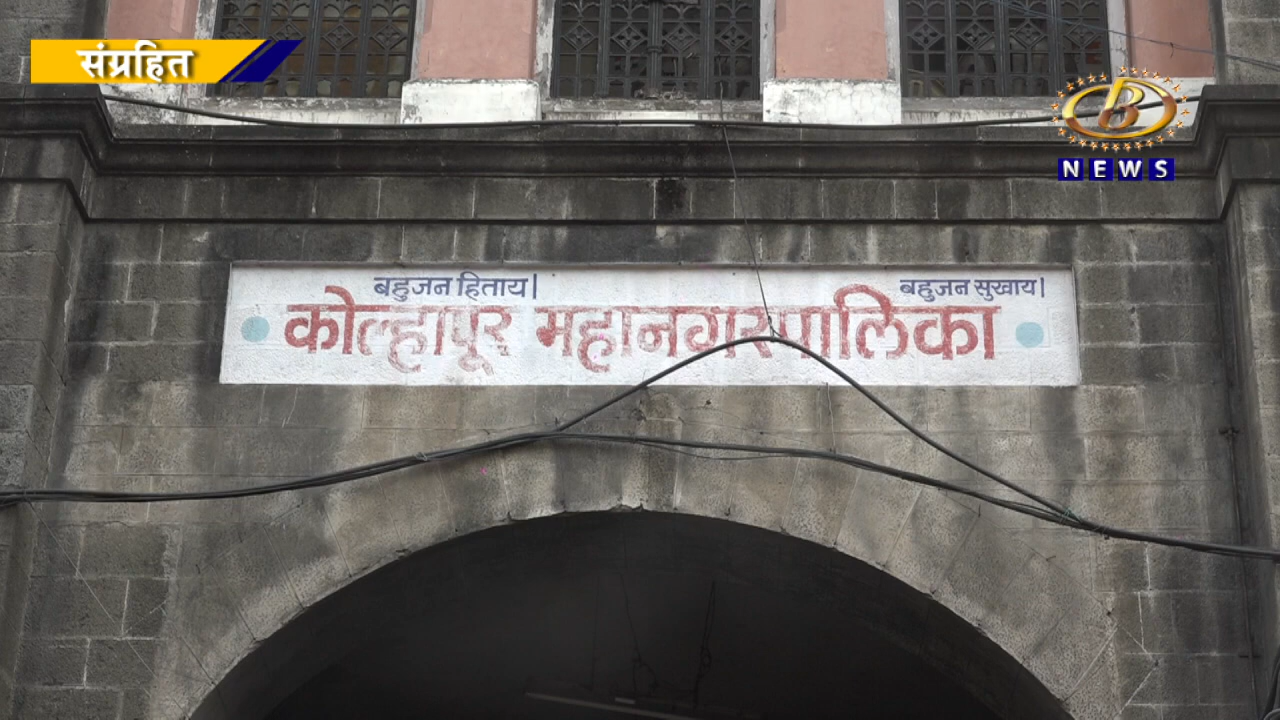 संग्रहित
B
NEWS
बहुजन हिताय। बहुजन सुखाय।
कोल्हापूर महानगरपालिका